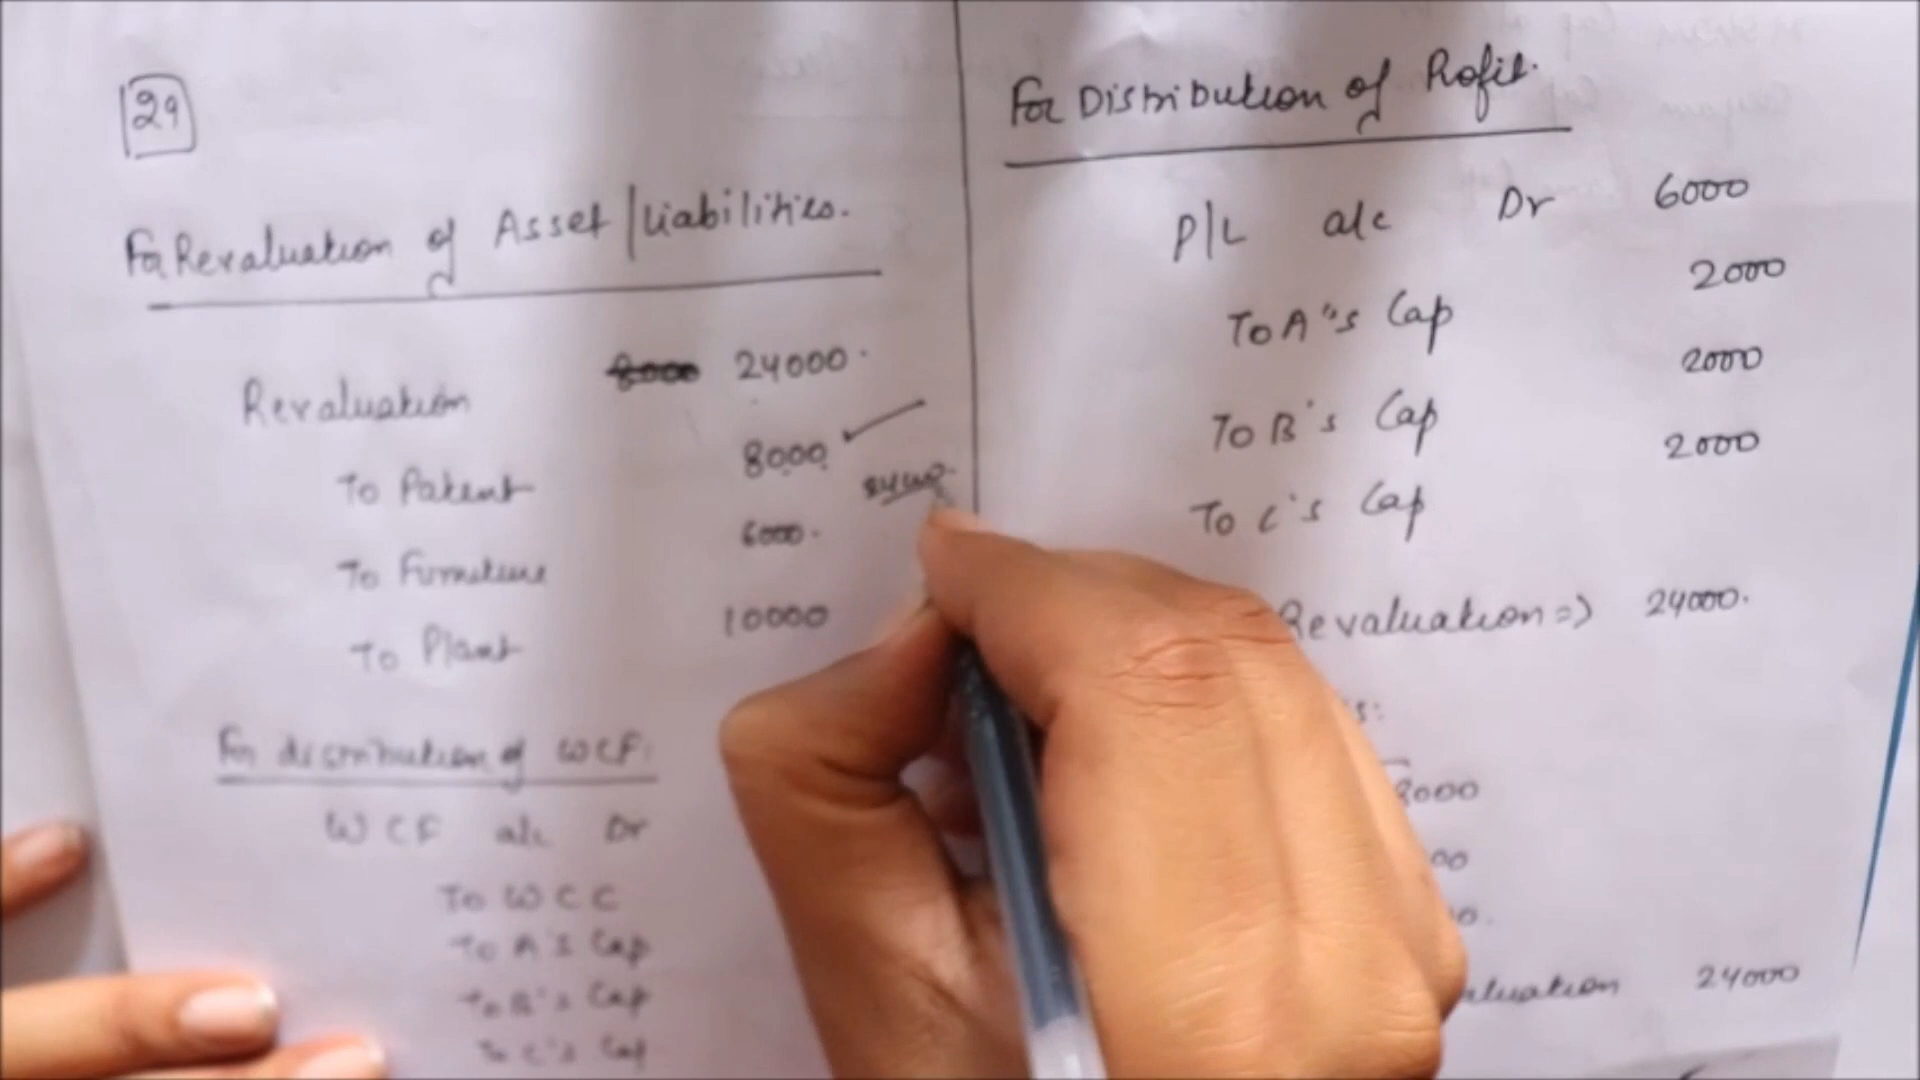 29
For Revaluation of Asset/Liabilities.
Revaluation 24000.
To Patent 8000
To Furniture 6000.
To Plant 10000
For distribution of WCF:
WCF a/c Dr
To WCC
To A's Cap
To B's Cap
To C's Cap
For Distribution of Profit.
P/L a/c Dr 6000
To A"s Cap 2000
To B's Cap 2000
To C's Cap 2000
Revaluation => 24000.
24000